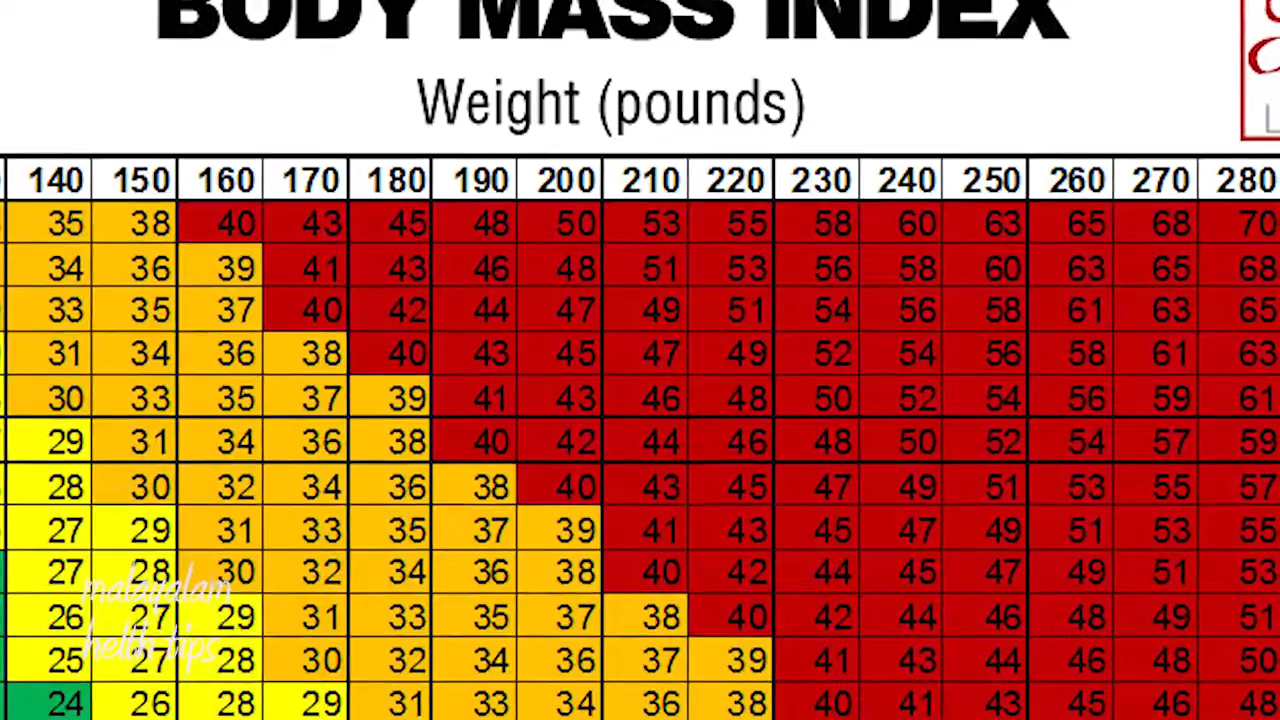 BODY MASS INDEX
Weight (pounds)
140 150 160 170 180 190 200 210 220 230 240 250 260 270 280
35 38 40 43 45 48 50 53 55 58 60 63 65 68 70
34 36 39 41 43 46 48 51 53 56 58 60 63 65 68
33 35 37 40 42 44 47 49 51 54 56 58 61 63 65
31 34 36 38 40 43 45 47 49 52 54 56 58 61 63
30 33 35 37 39 41 43 46 48 50 52 54 56 59 61
29 31 34 36 38 40 42 44 46 48 50 52 54 57 59
28 30 32 34 36 38 40 43 45 47 49 51 53 55 57
27 29 31 33 35 37 39 41 43 45 47 49 51 53 55
27 28 30 32 34 36 38 40 42 44 45 47 49 51 53
malayalam
26 27 29 31 33 35 37 38 40 42 44 46 48 49 51
helth tips
25 27 28 30 32 34 36 37 39 41 43 44 46 48 50
24 26 28 29 31 33 34 36 38 40 41 43 45 46 48